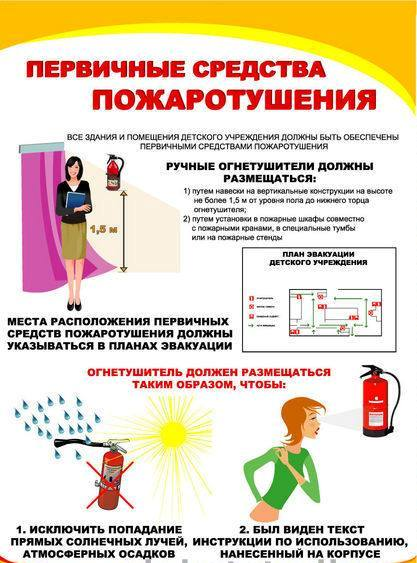 ПЕРВИЧНЫЕ СРЕДСТВА
ПОЖАРОТУШЕНИЯ
ВСЕ ЗДАНИЯ И ПОМЕЩЕНИЯ ДЕТСКОГО УЧРЕЖДЕНИЯ ДОЛЖНЫ БЫТЬ ОБЕСПЕЧЕНЫ
ПЕРВИЧНЫМИ СРЕДСТВАМИ ПОЖАРОТУШЕНИЯ
РУЧНЫЕ ОГНЕТУШИТЕЛИ ДОЛЖНЫ
РАЗМЕЩАТЬСЯ:
1) путем навески на вертикальные конструкции на высоте
не более 1,5 м от уровня пола до нижнего торца
огнетушителя;
2) путем установки в пожарные шкафы совместно
с пожарными кранами, в специальные тумбы
или на пожарные стенды
1,5 м
ПЛАН ЭВАКУАЦИИ
ДЕТСКОГО УЧРЕЖДЕНИЯ
МЕСТА РАСПОЛОЖЕНИЯ ПЕРВИЧНЫХ
СРЕДСТВ ПОЖАРОТУШЕНИЯ ДОЛЖНЫ
УКАЗЫВАТЬСЯ В ПЛАНАХ ЭВАКУАЦИИ
ОГНЕТУШИТЕЛЬ ДОЛЖЕН РАЗМЕЩАТЬСЯ
ТАКИМ ОБРАЗОМ, ЧТОБЫ:
1. ИСКЛЮЧИТЬ ПОПАДАНИЕ
ПРЯМЫХ СОЛНЕЧНЫХ ЛУЧЕЙ,
АТМОСФЕРНЫХ ОСАДКОВ
2. БЫЛ ВИДЕН ТЕКСТ
ИНСТРУКЦИИ ПО ИСПОЛЬЗОВАНИЮ,
НАНЕСЕННЫЙ НА КОРПУСЕ